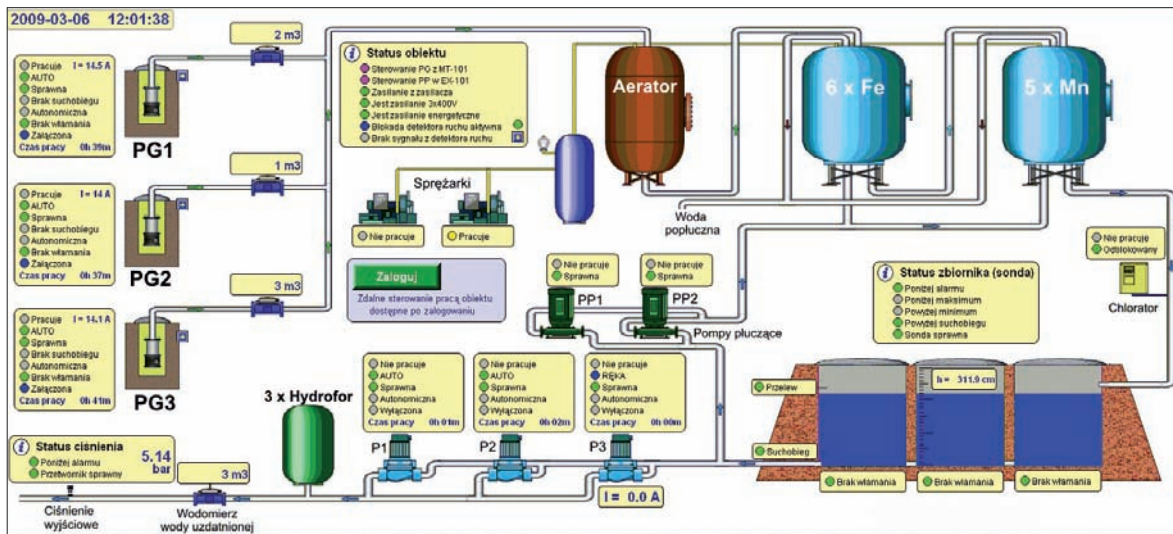 2009-03-06 12:01:38
2 m3
Pracuje I = 14.5 A
AUTO
Sprawna
Brak suchobiegu
Autonomiczna
Brak włamania
Załączona
Czas pracy 0h 39m
PG1
1 m3
Pracuje I = 14 A
AUTO
Sprawna
Brak suchobiegu
Autonomiczna
Brak włamania
Załączona
Czas pracy 0h 37m
PG2
3 m3
Pracuje I = 14.1 A
AUTO
Sprawna
Brak suchobiegu
Autonomiczna
Brak włamania
Załączona
Czas pracy 0h 41m
PG3
Status obiektu
Sterowanie PG z MT-101
Sterowanie PP w EX-101
Zasilanie z zasilacza
Jest zasilanie 3x400V
Jest zasilanie energetyczne
Blokada detektora ruchu aktywna
Brak sygnału z detektora ruchu
Aerator
6 x Fe
5 x Mn
Sprężarki
Nie pracuje
Pracuje
Woda
popłuczna
Zaloguj
Zdalne sterowanie pracą obiektu
dostępne po zalogowaniu
Nie pracuje
Sprawna
PP1
Nie pracuje
Sprawna
PP2
Pompy płuczące
Nie pracuje
Odblokowany
Chlorator
Status zbiornika (sonda)
Poniżej alarmu
Poniżej maksimum
Powyżej minimum
Powyżej suchobiegu
Sonda sprawna
Przelew
h = 311.9 cm
Suchobieg
Brak włamania
Brak włamania
Brak włamania
Nie pracuje
AUTO
Sprawna
Autonomiczna
Wyłączona
Czas pracy 0h 01m
P1
Nie pracuje
AUTO
Sprawna
Autonomiczna
Wyłączona
Czas pracy 0h 02m
P2
Nie pracuje
RĘKA
Sprawna
Autonomiczna
Wyłączona
Czas pracy 0h 00m
P3
I = 0.0 A
3 x Hydrofor
Status ciśnienia
Poniżej alarmu
Przetwornik sprawny
5.14
bar
3 m3
Ciśnienie
wyjściowe
Wodomierz
wody uzdatnionej